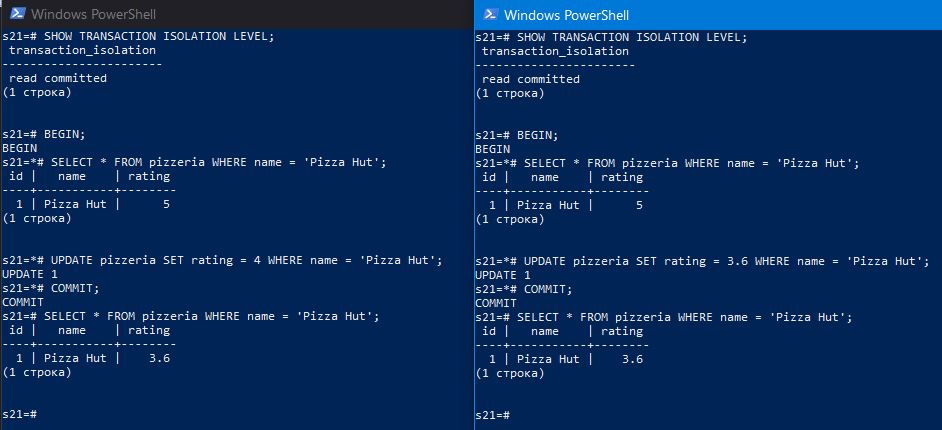 Windows PowerShell
s21=# SHOW TRANSACTION ISOLATION LEVEL;
transaction_isolation
-----------------------
read committed
(1 строка)
s21=# BEGIN;
BEGIN
s21=*# SELECT * FROM pizzeria WHERE name = 'Pizza Hut';
id |   name    | rating
----+-----------+--------
1 | Pizza Hut |      5
(1 строка)
s21=*# UPDATE pizzeria SET rating = 4 WHERE name = 'Pizza Hut';
UPDATE 1
s21=*# COMMIT;
COMMIT
s21=# SELECT * FROM pizzeria WHERE name = 'Pizza Hut';
id |   name    | rating
----+-----------+--------
1 | Pizza Hut |    3.6
(1 строка)
s21=#
Windows PowerShell
s21=# SHOW TRANSACTION ISOLATION LEVEL;
transaction_isolation
-----------------------
read committed
(1 строка)
s21=# BEGIN;
BEGIN
s21=*# SELECT * FROM pizzeria WHERE name = 'Pizza Hut';
id |   name    | rating
----+-----------+--------
1 | Pizza Hut |      5
(1 строка)
s21=*# UPDATE pizzeria SET rating = 3.6 WHERE name = 'Pizza Hut';
UPDATE 1
s21=*# COMMIT;
COMMIT
s21=# SELECT * FROM pizzeria WHERE name = 'Pizza Hut';
id |   name    | rating
----+-----------+--------
1 | Pizza Hut |    3.6
(1 строка)
s21=#